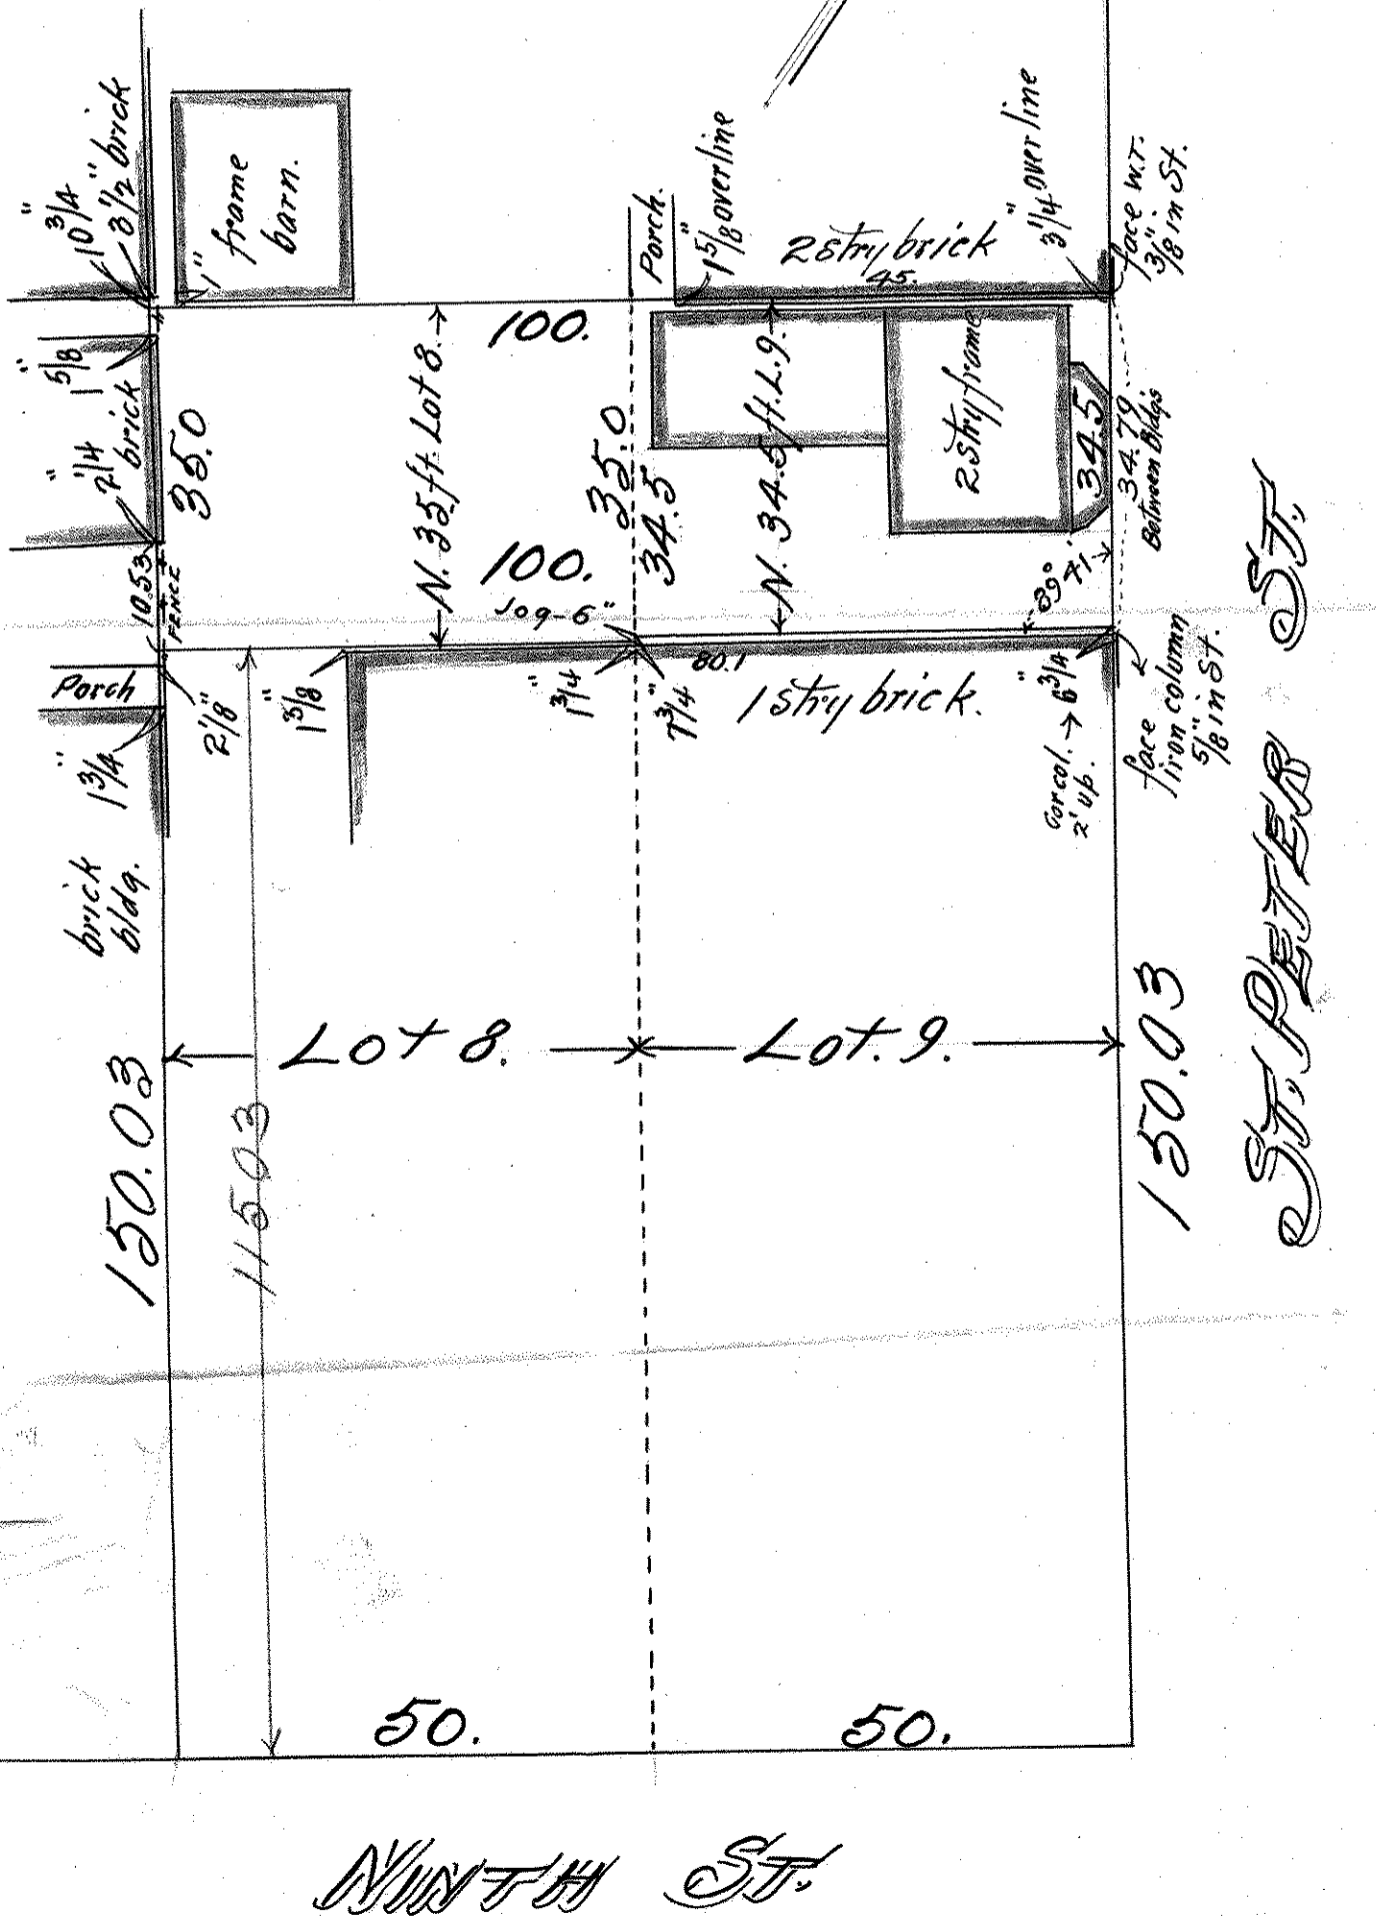 10 3/4"
3 1/2" brick
1"
frame
barn.
Porch.
1 5/8" overline
2 stry brick
45.
3/4" over line
face W.T.
3/8" in St.
1 5/8"
2 1/4"
brick
35.0
100.
N. 35 ft. Lot 8.
35.0
34.5
N. 34.5 ft. L. 9.
2 stry frame
34.5
34.79
Between Bldgs
10.53
FENCE
100.
Jog-6"
89° 41'
Porch
2 1/8"
1 5/8"
1 3/4"
80.1
7 3/4"
1 stry brick.
Cor col. → 6 3/4"
2' up.
face
iron column
5/8" in St.
1 3/4"
brick
bldg.
Lot 8.
Lot. 9.
150.03
115.03
150.03
ST. PETER ST.
50.
50.
NINTH ST.